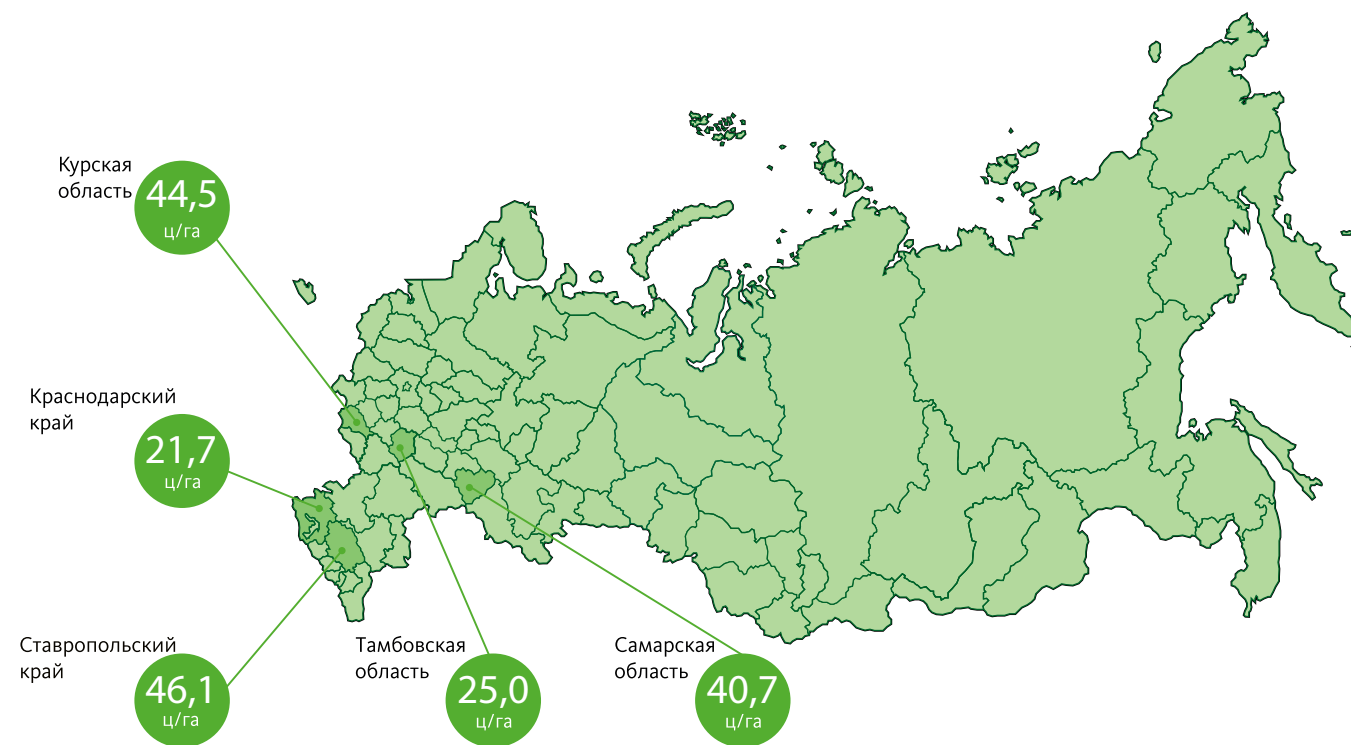 Курская
область
44,5
ц/га
Краснодарский
край
21,7
ц/га
Ставропольский
край
46,1
ц/га
Тамбовская
область
25,0
ц/га
Самарская
область
40,7
ц/га